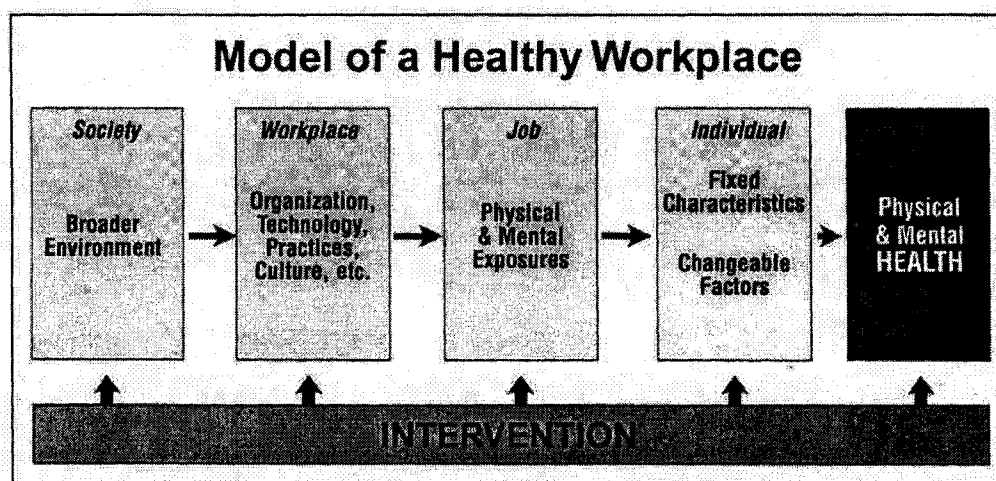 Model of a Healthy Workplace
Society
Broader
Environment
Workplace
Organization,
Technology,
Practices,
Culture, etc.
Job
Physical
& Mental
Exposures
Individual
Fixed
Characteristics
Changeable
Factors
Physical
& Mental
HEALTH
INTERVENTION